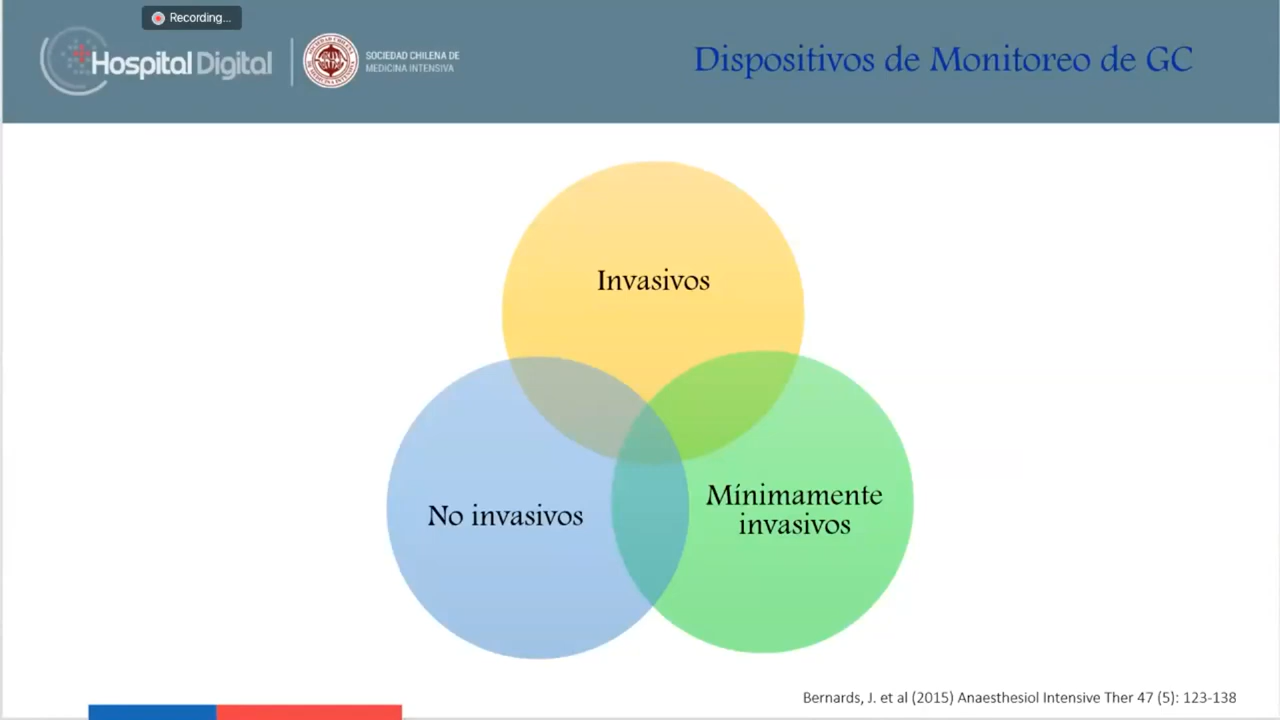 Recording...
Hospital Digital
SOCIEDAD CHILENA DE
MEDICINA INTENSIVA
Dispositivos de Monitoreo de GC
Invasivos
No invasivos
Mínimamente
invasivos
Bernards, J. et al (2015) Anaesthesiol Intensive Ther 47 (5): 123-138